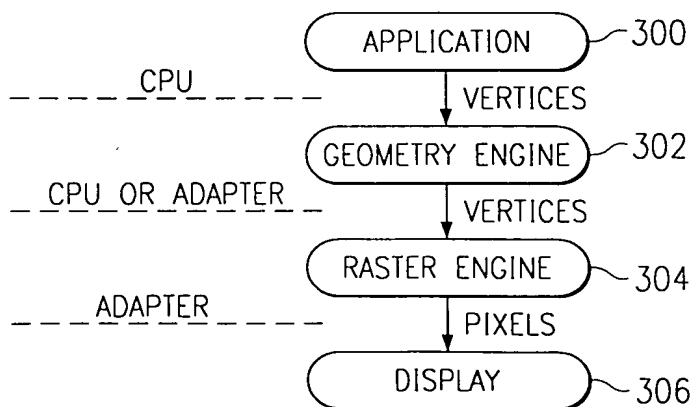 APPLICATION
300
CPU
VERTICES
GEOMETRY ENGINE
302
CPU OR ADAPTER
VERTICES
RASTER ENGINE
304
ADAPTER
PIXELS
DISPLAY
306